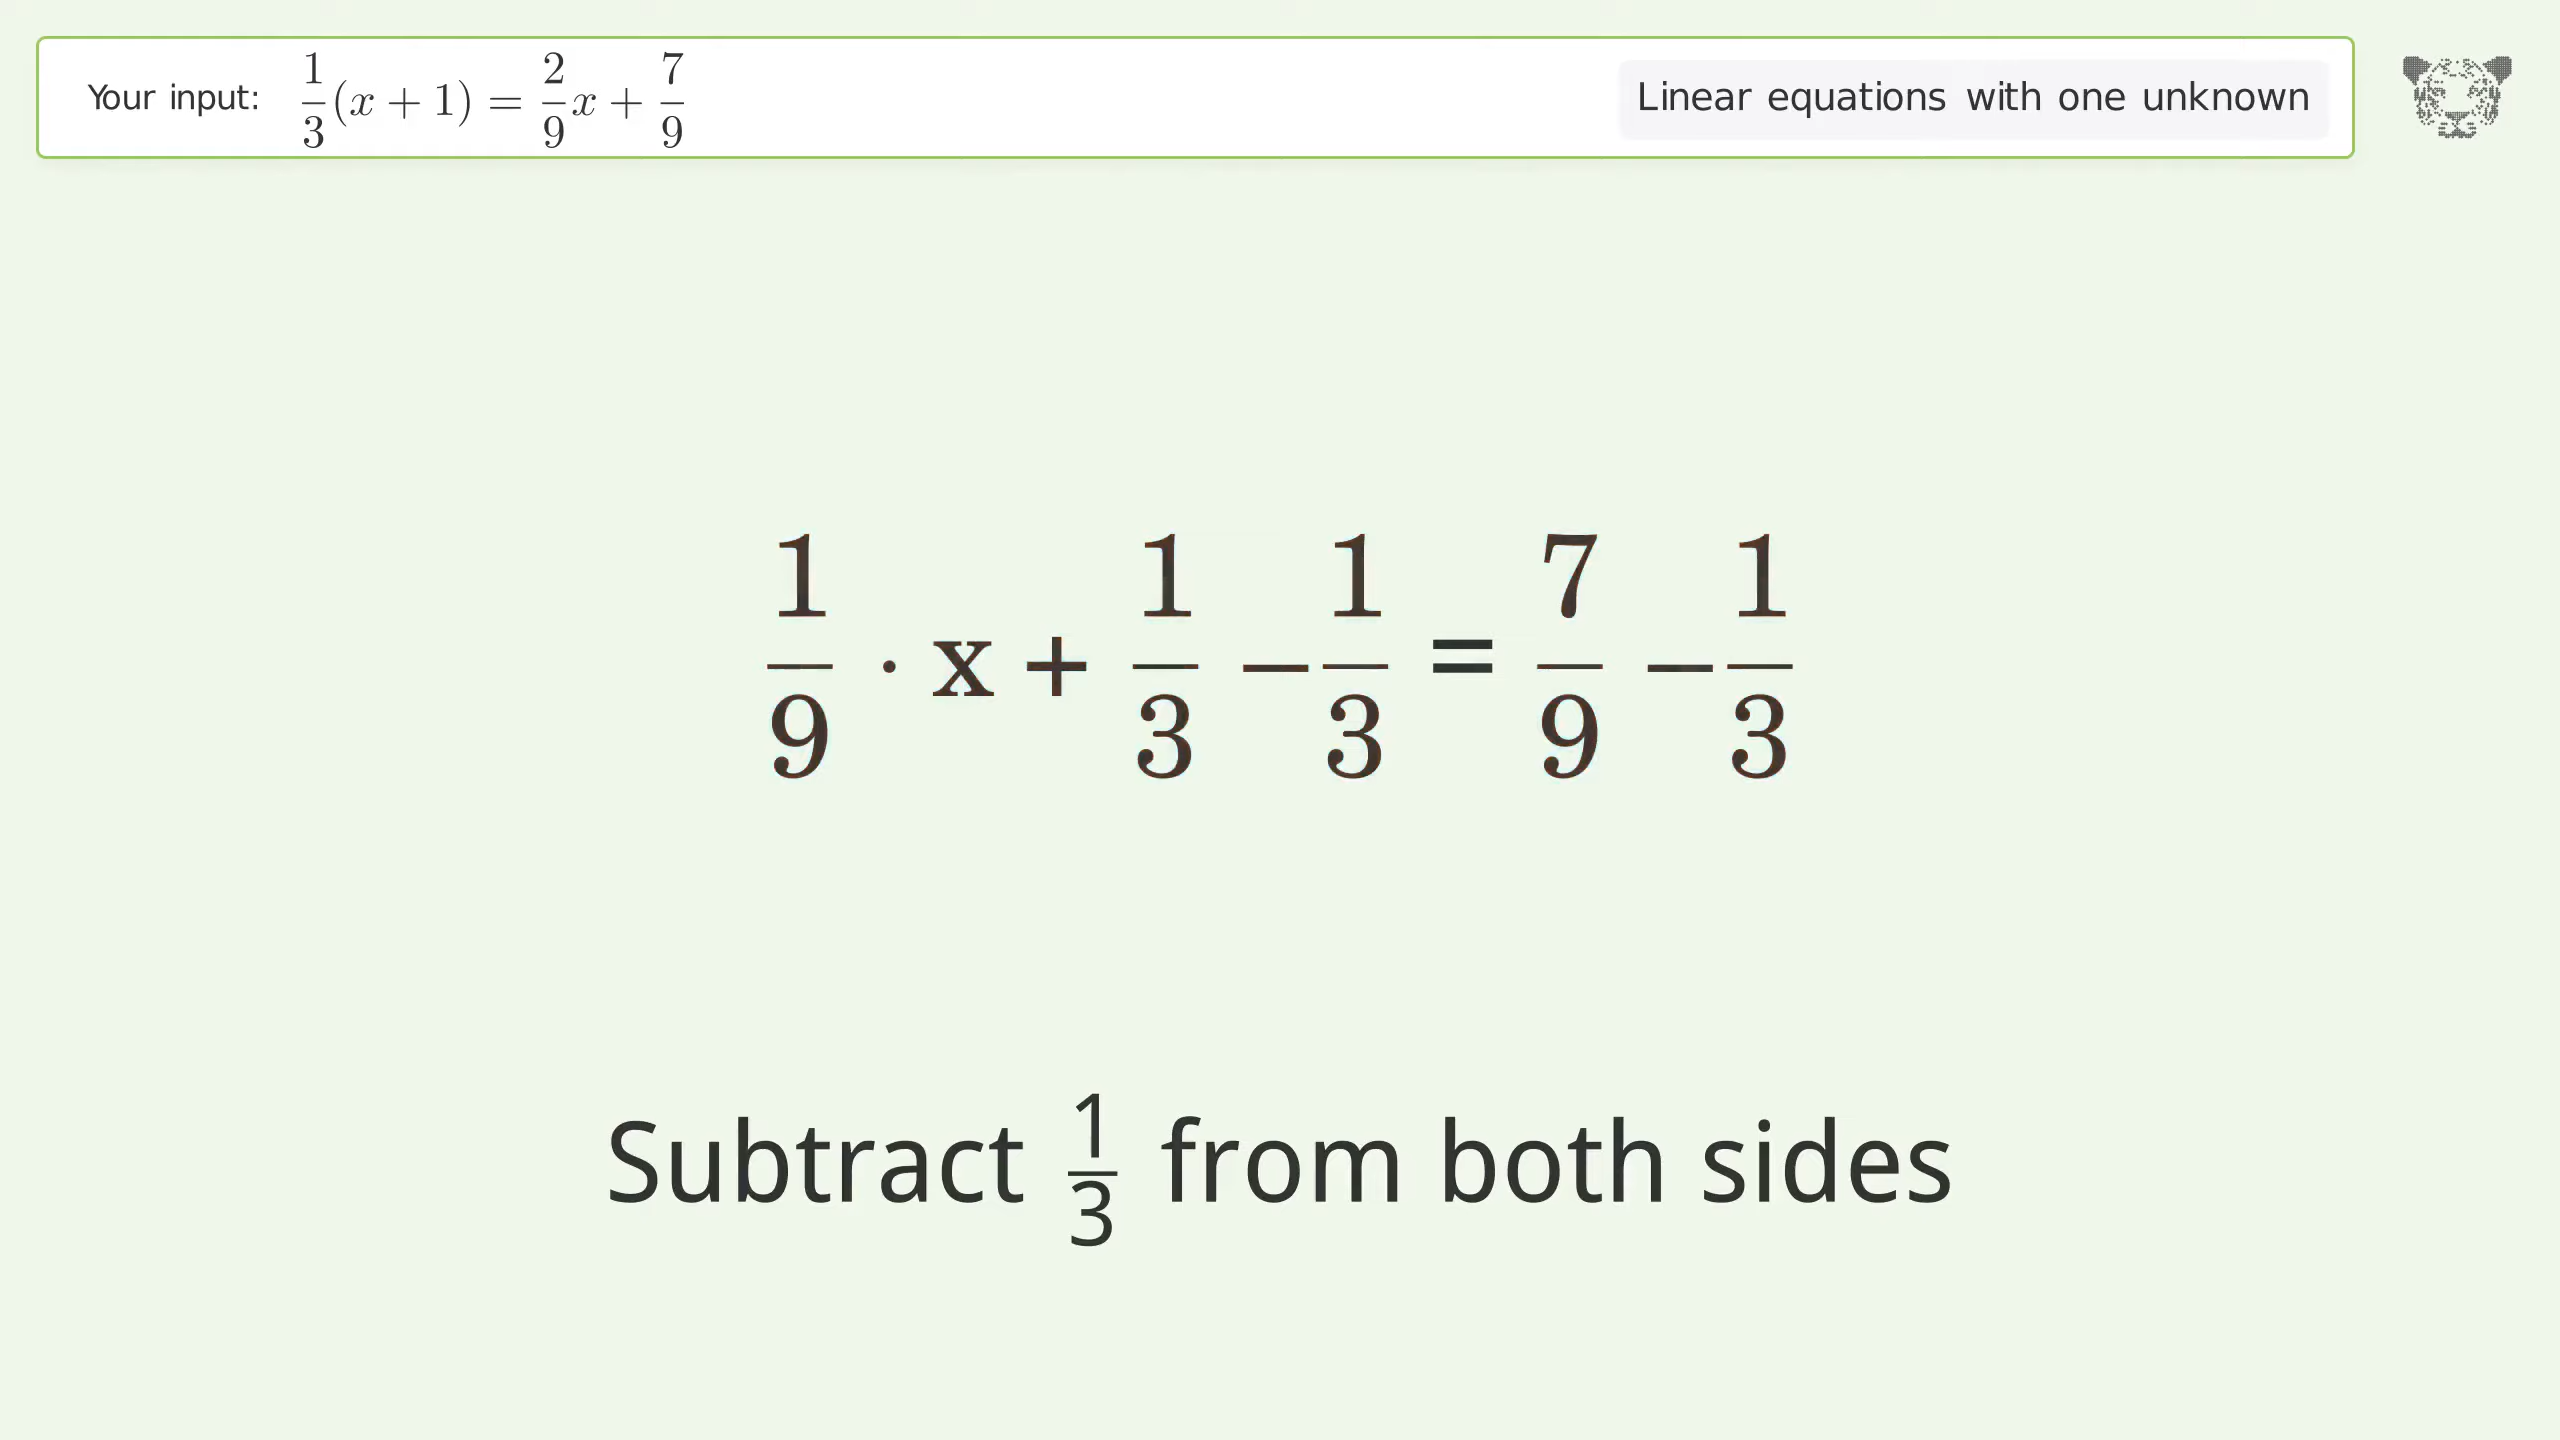 Your input: 1/3(x + 1) = 2/9x + 7/9
Linear equations with one unknown
1/9 · x + 1/3 − 1/3 = 7/9 − 1/3
Subtract 1/3 from both sides